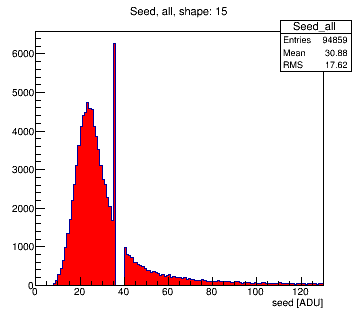 Seed, all, shape: 15
Seed_all
Entries 94859
Mean 30.88
RMS 17.62
6000
5000
4000
3000
2000
1000
0
0 20 40 60 80 100 120
seed [ADU]